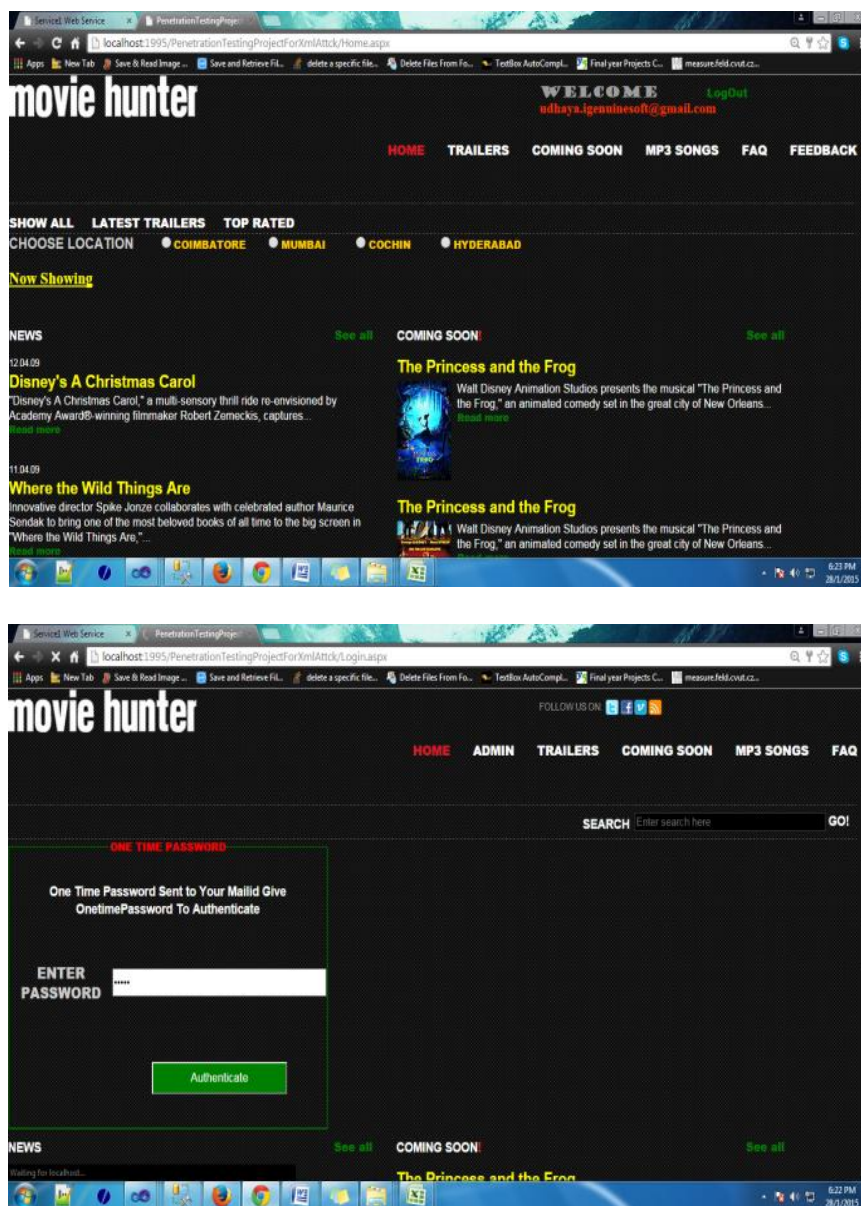 Service1 Web Service
PenetrationTestingProjec
localhost:1995/PenetrationTestingProjectForXmlAttck/Home.aspx
Apps New Tab Save & Read Image ... Save and Retrieve Fil... delete a specific file... Delete Files From Fo... TextBox AutoCompl... Final year Projects C... measure.feld.cvut.cz...
movie hunter
WELCOME LogOut
udhaya.igenuinesoft@gmail.com
HOME TRAILERS COMING SOON MP3 SONGS FAQ FEEDBACK
SHOW ALL LATEST TRAILERS TOP RATED
CHOOSE LOCATION COIMBATORE MUMBAI COCHIN HYDERABAD
Now Showing
NEWS See all
12.04.09
Disney's A Christmas Carol
"Disney's A Christmas Carol," a multi-sensory thrill ride re-envisioned by
Academy Award®-winning filmmaker Robert Zemeckis, captures...
Read more
11.04.09
Where the Wild Things Are
Innovative director Spike Jonze collaborates with celebrated author Maurice
Sendak to bring one of the most beloved books of all time to the big screen in
"Where the Wild Things Are,"...
Read more
COMING SOON! See all
The Princess and the Frog
Walt Disney Animation Studios presents the musical "The Princess and
the Frog," an animated comedy set in the great city of New Orleans...
Read more
The Princess and the Frog
Walt Disney Animation Studios presents the musical "The Princess and
the Frog," an animated comedy set in the great city of New Orleans...
Read more
6:23 PM
28/1/2015
Service1 Web Service
PenetrationTestingProjec
localhost:1995/PenetrationTestingProjectForXmlAttck/Login.aspx
Apps New Tab Save & Read Image ... Save and Retrieve Fil... delete a specific file... Delete Files From Fo... TextBox AutoCompl... Final year Projects C... measure.feld.cvut.cz...
movie hunter
FOLLOW US ON:
HOME ADMIN TRAILERS COMING SOON MP3 SONGS FAQ
SEARCH Enter search here GO!
ONE TIME PASSWORD
One Time Password Sent to Your Mailid Give
OnetimePassword To Authenticate
ENTER
PASSWORD
Authenticate
NEWS See all
Waiting for localhost...
COMING SOON! See all
The Princess and the Frog
6:22 PM
28/1/2015